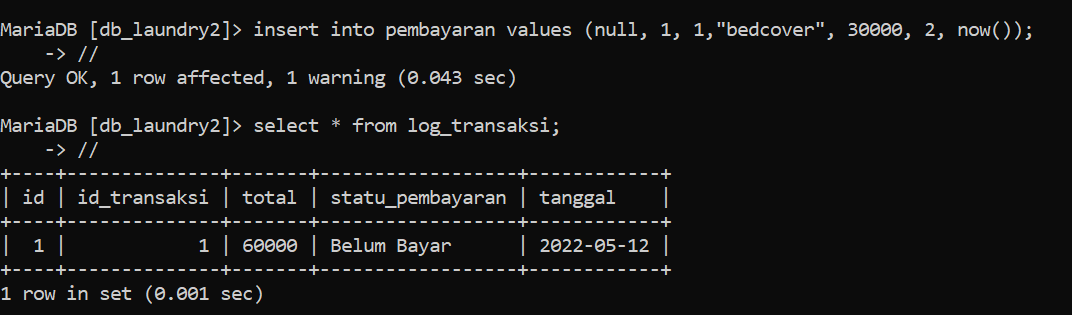 MariaDB [db_laundry2]> insert into pembayaran values (null, 1, 1,"bedcover", 30000, 2, now());
    -> //
Query OK, 1 row affected, 1 warning (0.043 sec)

MariaDB [db_laundry2]> select * from log_transaksi;
    -> //
+----+--------------+-------+------------------+------------+
| id | id_transaksi | total | statu_pembayaran | tanggal    |
+----+--------------+-------+------------------+------------+
|  1 |            1 | 60000 | Belum Bayar      | 2022-05-12 |
+----+--------------+-------+------------------+------------+
1 row in set (0.001 sec)